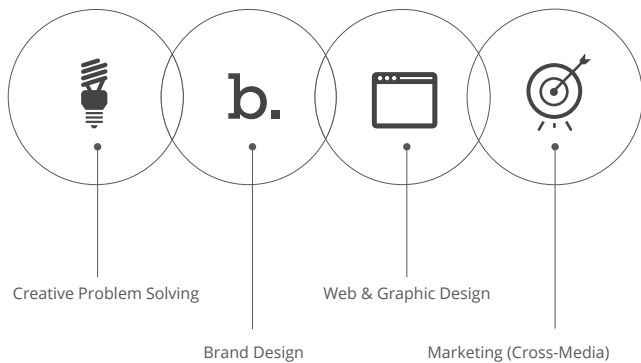 b.
Creative Problem Solving
Web & Graphic Design
Brand Design
Marketing (Cross-Media)